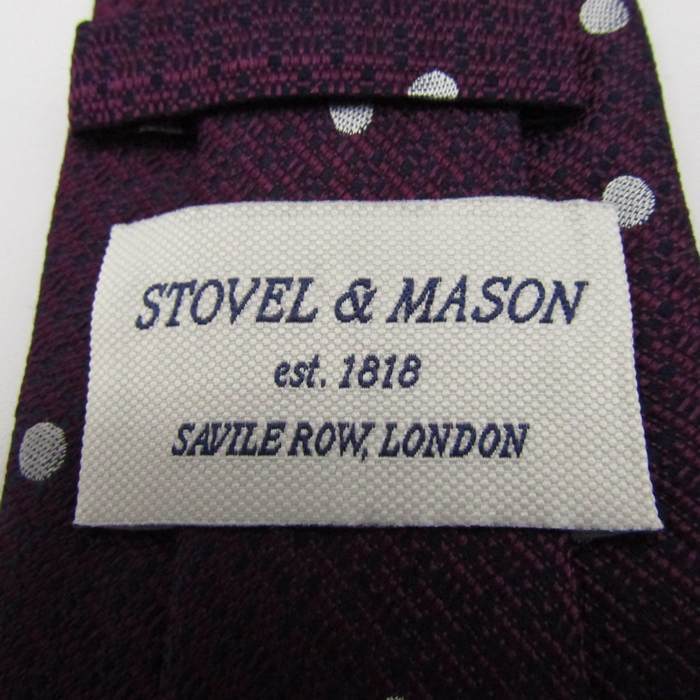 STOVEL & MASON
est. 1818
SAVILE ROW, LONDON